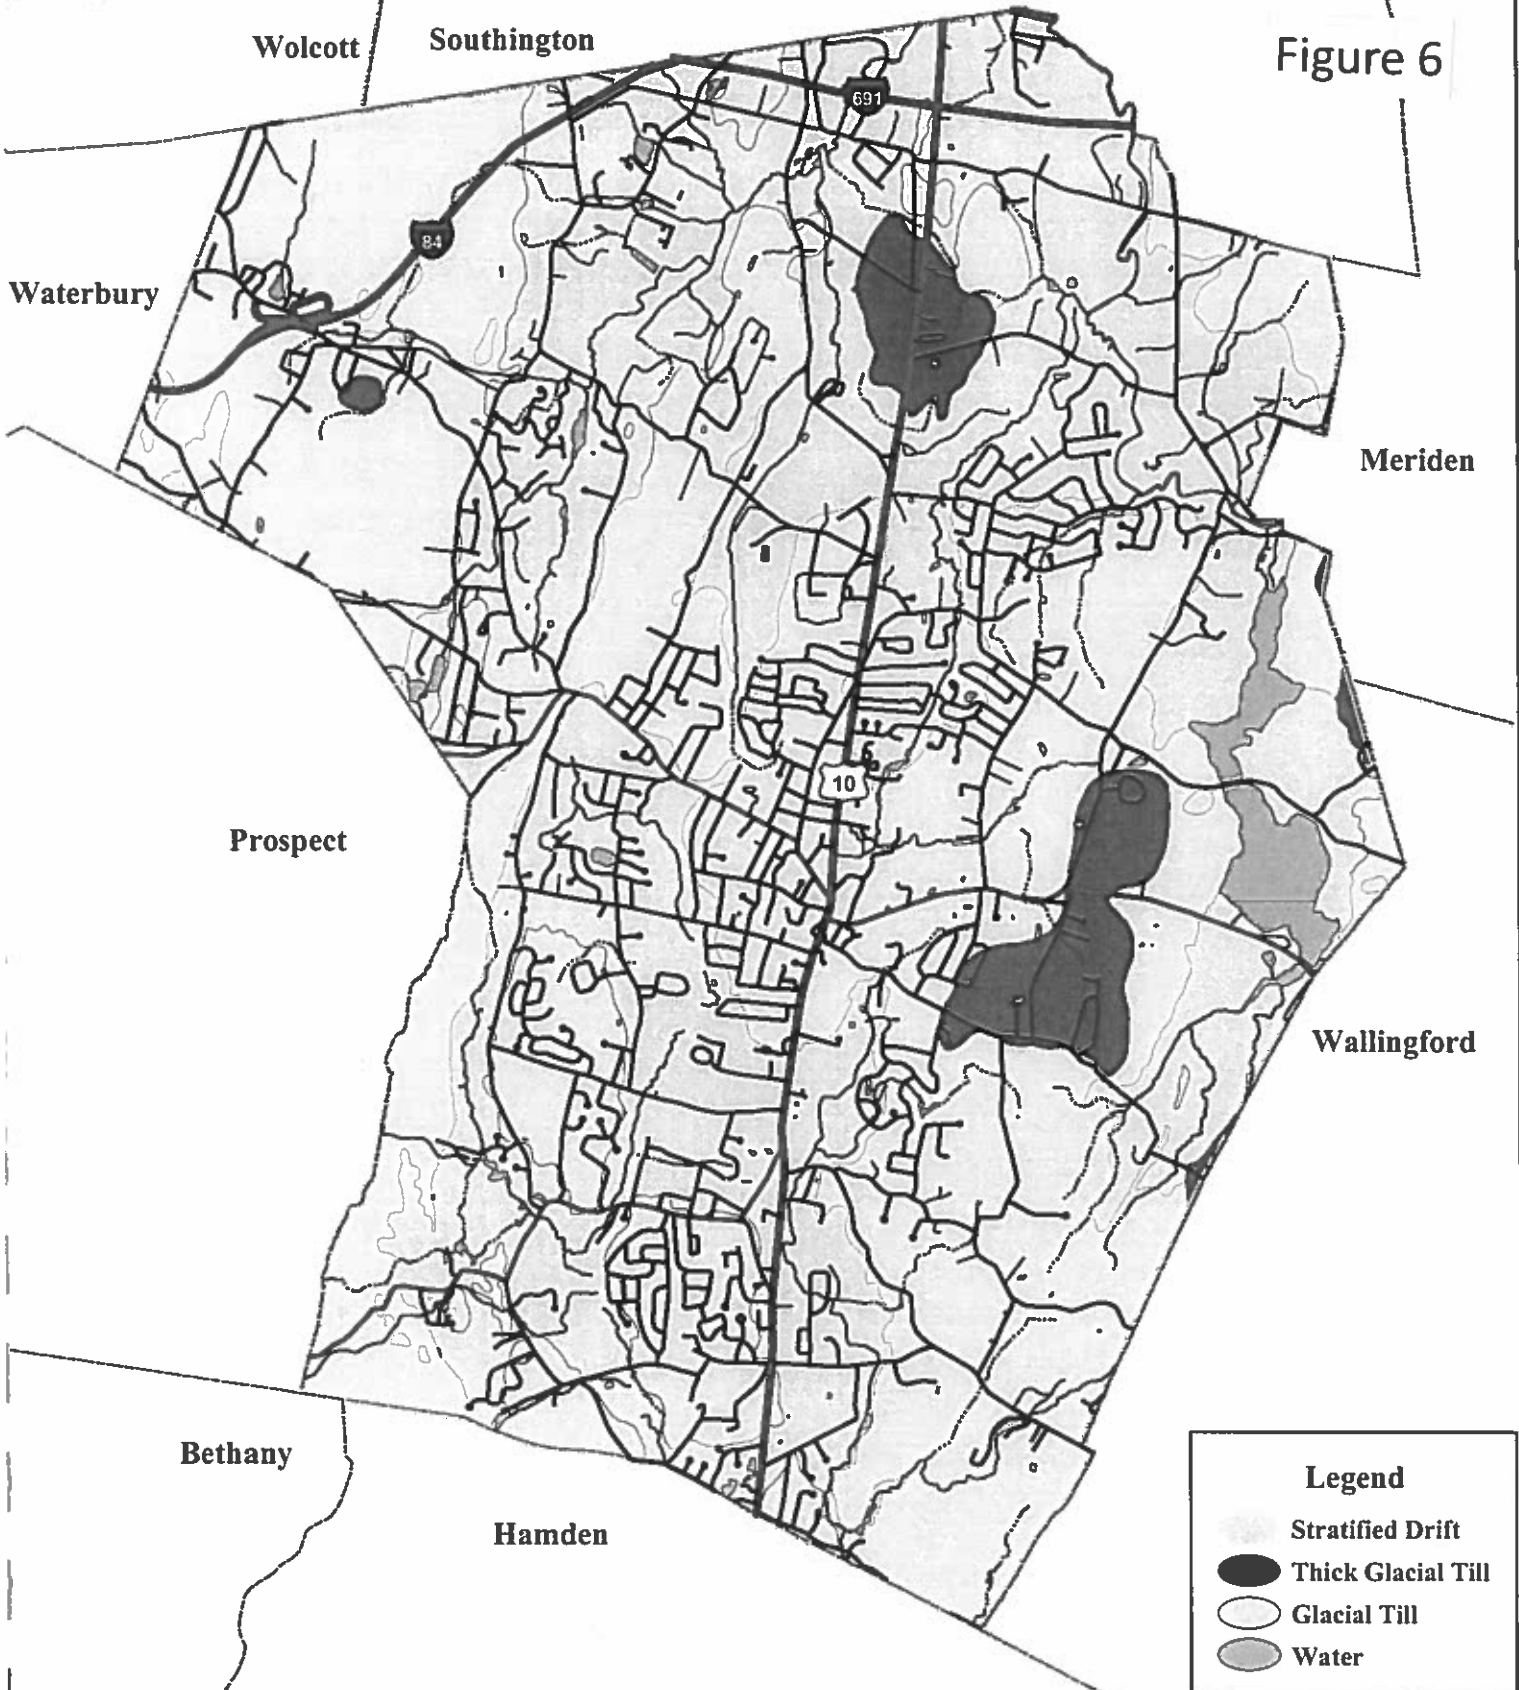 Wolcott
Southington
Figure 6
691
84
Waterbury
Meriden
10
Prospect
Wallingford
Bethany
Hamden
Legend
Stratified Drift
Thick Glacial Till
Glacial Till
Water